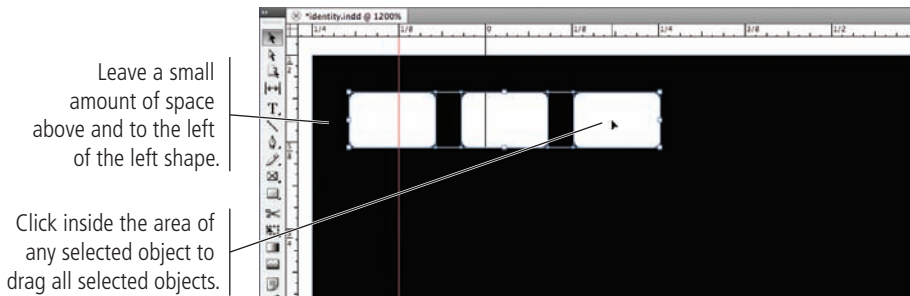 *identity.indd @ 1200%
1/4 1/8 0 1/8 1/4 3/8 1/2
Leave a small
amount of space
above and to the left
of the left shape.
Click inside the area of
any selected object to
drag all selected objects.